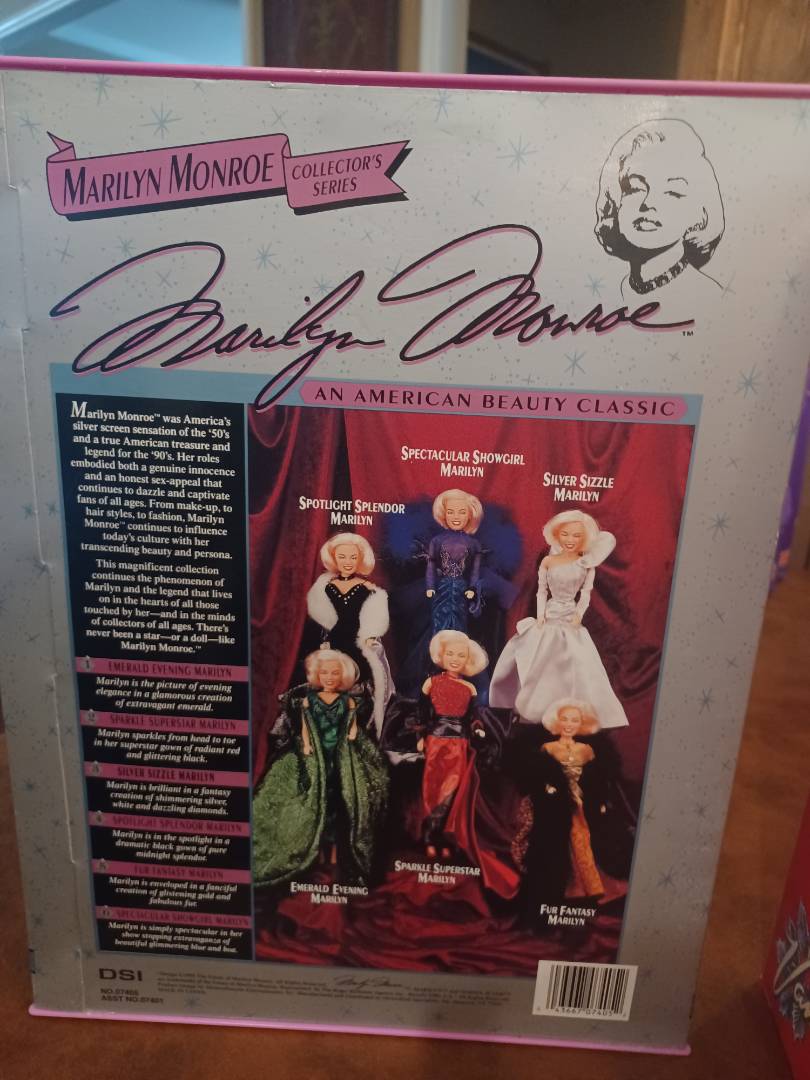 MARILYN MONROE
COLLECTOR'S
SERIES
Marilyn Monroe™
AN AMERICAN BEAUTY CLASSIC
Marilyn Monroe™ was America's
silver screen sensation of the '50's
and a true American treasure and
legend for the '90's. Her roles
embodied both a genuine innocence
and an honest sex-appeal that
continues to dazzle and captivate
fans of all ages. From make-up, to
hair styles, to fashion, Marilyn
Monroe™ continues to influence
today's culture with her
transcending beauty and persona.
This magnificent collection
continues the phenomenon of
Marilyn and the legend that lives
on in the hearts of all those
touched by her—and in the minds
of collectors of all ages. There's
never been a star—or a doll—like
Marilyn Monroe.™
1 EMERALD EVENING MARILYN
Marilyn is the picture of evening
elegance in a glamorous creation
of extravagant emerald.
2 SPARKLE SUPERSTAR MARILYN
Marilyn sparkles from head to toe
in her superstar gown of radiant red
and glittering black.
3 SILVER SIZZLE MARILYN
Marilyn is brilliant in a fantasy
creation of shimmering silver,
white and dazzling diamonds.
4 SPOTLIGHT SPLENDOR MARILYN
Marilyn is in the spotlight in a
dramatic black gown of pure
midnight splendor.
5 FUR FANTASY MARILYN
Marilyn is enveloped in a fanciful
creation of glistening gold and
fabulous fur.
6 SPECTACULAR SHOWGIRL MARILYN
Marilyn is simply spectacular in her
show stopping extravaganza of
beautiful glimmering blue and boa.
SPECTACULAR SHOWGIRL
MARILYN
SILVER SIZZLE
MARILYN
SPOTLIGHT SPLENDOR
MARILYN
SPARKLE SUPERSTAR
MARILYN
EMERALD EVENING
MARILYN
FUR FANTASY
MARILYN
DSI
NO.07405
ASST NO.07401
43667 07405